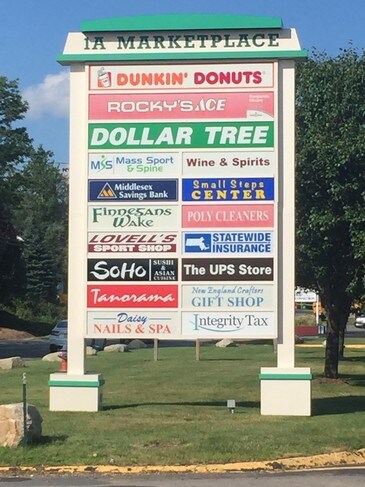 IA MARKETPLACE
DUNKIN' DONUTS
ROCKY'S ACE
DOLLAR TREE
M&S Mass Sport & Spine
Wine & Spirits
Middlesex Savings Bank
Small Steps CENTER
Finnegans Wake
POLY CLEANERS
LOVELL'S SPORT SHOP
STATEWIDE INSURANCE
SOHO SUSHI & ASIAN CUISINE
The UPS Store
Tanorama
New England Crafters GIFT SHOP
Daisy NAILS & SPA
Integrity Tax